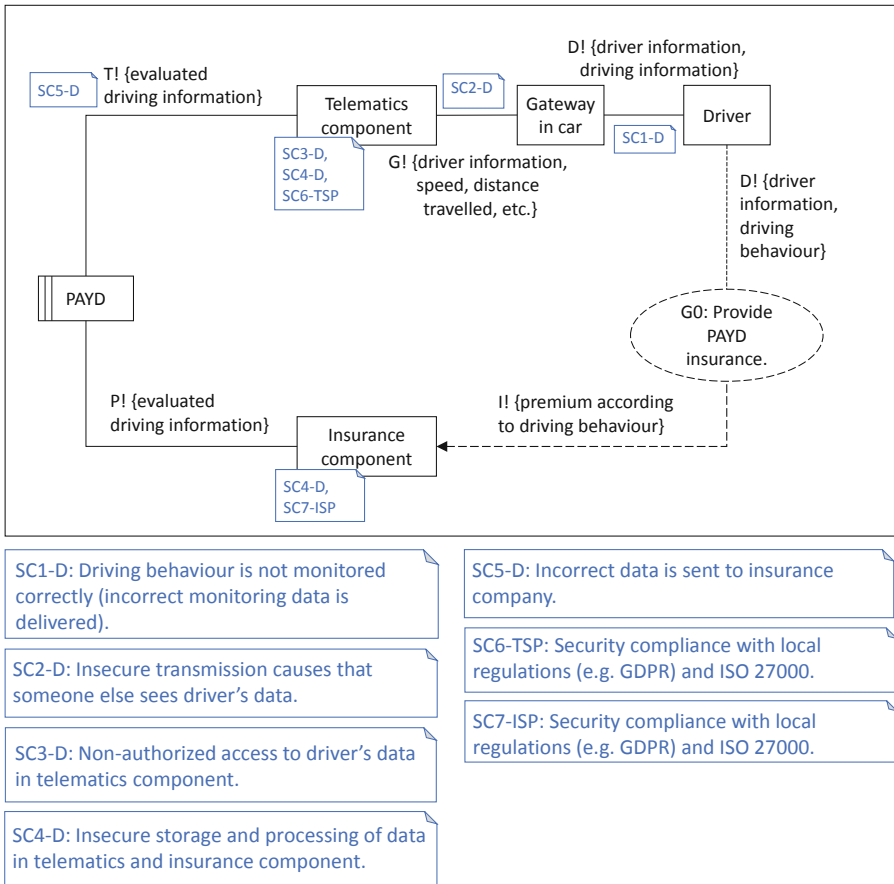 D! {driver information,
driving information}
T! {evaluated
driving information}
SC5-D
SC2-D
Telematics
component
Gateway
in car
Driver
SC1-D
SC3-D,
SC4-D,
SC6-TSP
G! {driver information,
speed, distance
travelled, etc.}
D! {driver
information,
driving
behaviour}
PAYD
G0: Provide
PAYD
insurance.
P! {evaluated
driving information}
I! {premium according
to driving behaviour}
Insurance
component
SC4-D,
SC7-ISP
SC1-D: Driving behaviour is not monitored
correctly (incorrect monitoring data is
delivered).
SC2-D: Insecure transmission causes that
someone else sees driver's data.
SC3-D: Non-authorized access to driver's data
in telematics component.
SC4-D: Insecure storage and processing of data
in telematics and insurance component.
SC5-D: Incorrect data is sent to insurance
company.
SC6-TSP: Security compliance with local
regulations (e.g. GDPR) and ISO 27000.
SC7-ISP: Security compliance with local
regulations (e.g. GDPR) and ISO 27000.